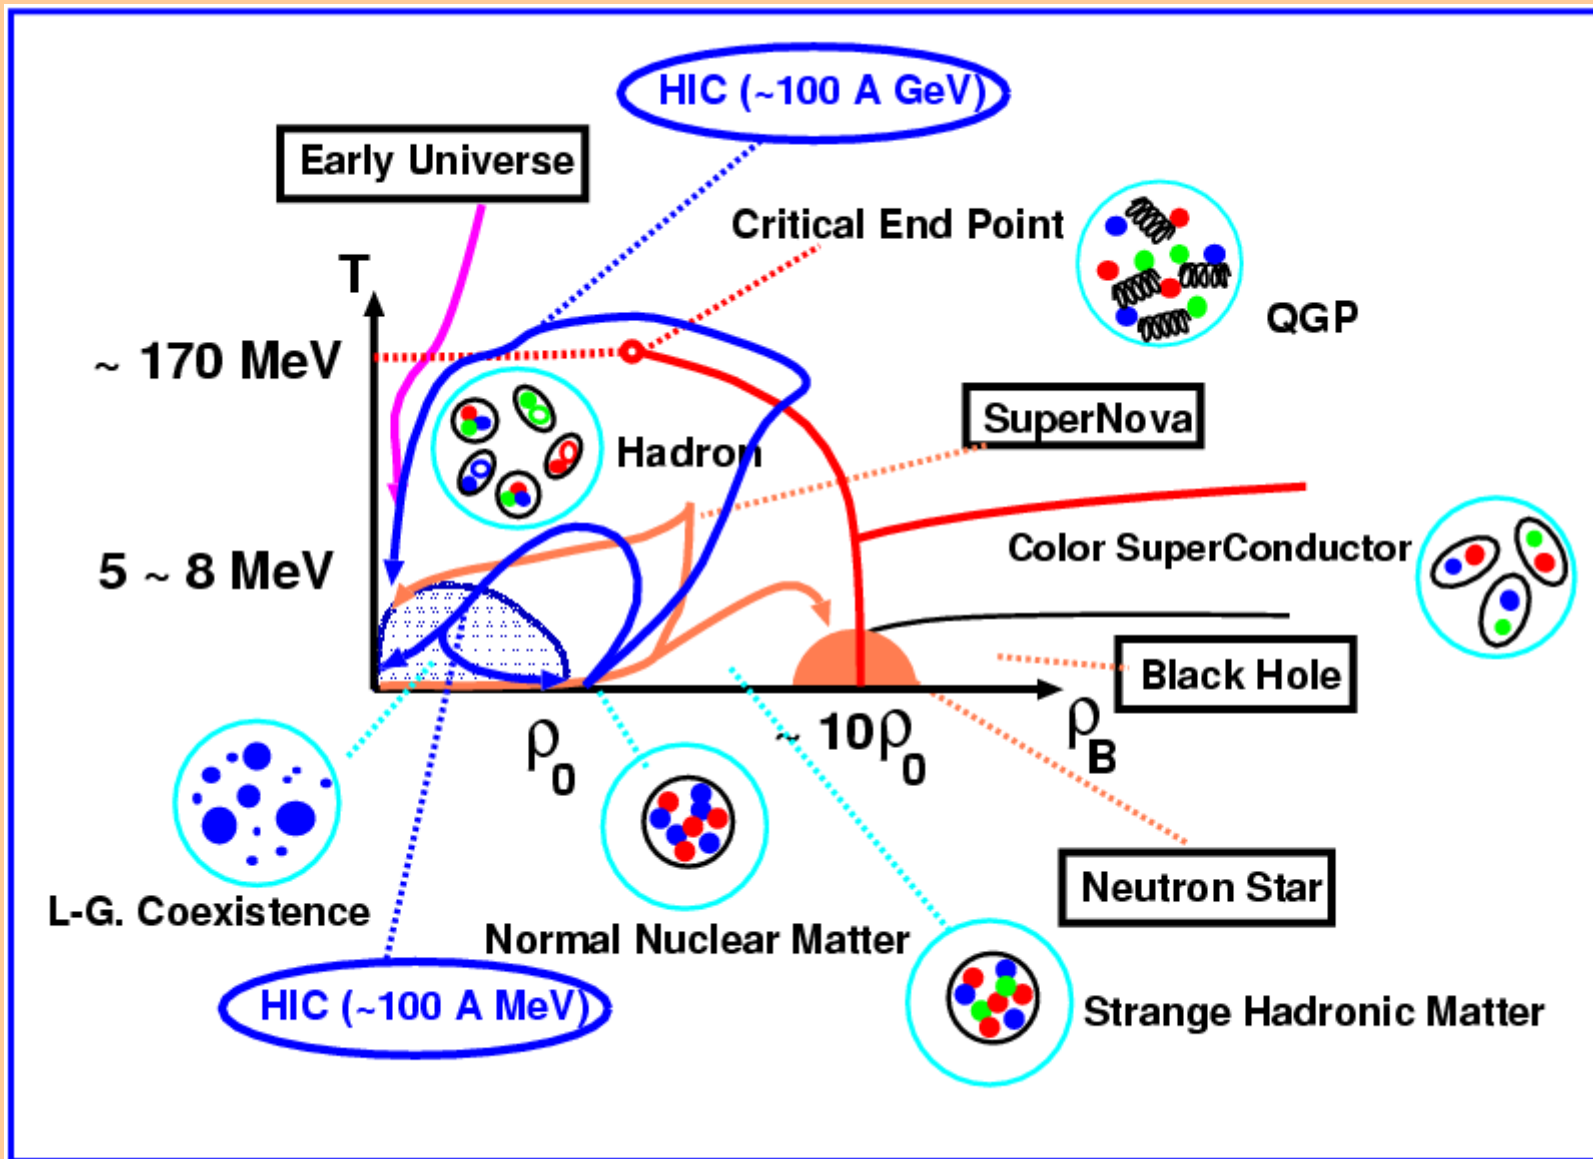 HIC (~100 A GeV)
Early Universe
Critical End Point
T
QGP
~ 170 MeV
SuperNova
Hadron
Color SuperConductor
5 ~ 8 MeV
Black Hole
ρ0
~ 10ρ0
ρB
Neutron Star
L-G. Coexistence
Normal Nuclear Matter
HIC (~100 A MeV)
Strange Hadronic Matter